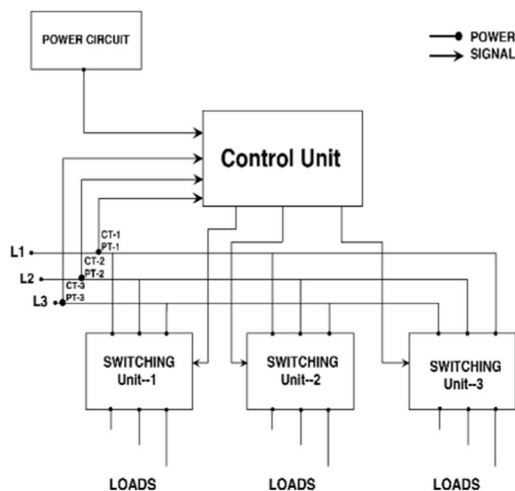 POWER CIRCUIT
POWER
SIGNAL
Control Unit
CT-1
L1 PT-1
CT-2
L2 PT-2
CT-3
L3 PT-3
SWITCHING
Unit--1
SWITCHING
Unit--2
SWITCHING
Unit--3
LOADS
LOADS
LOADS